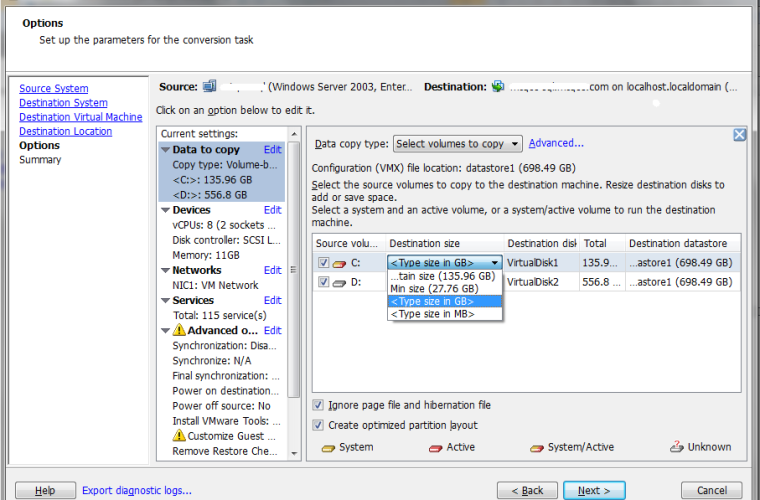 Options
Set up the parameters for the conversion task
Source System
Destination System
Destination Virtual Machine
Destination Location
Options
Summary
Source: (Windows Server 2003, Enter... Destination: .com on localhost.localdomain (...
Click on an option below to edit it.
Current settings:
Data to copy Edit
Copy type: Volume-b...
<C:>: 135.96 GB
<D:>: 556.8 GB
Devices Edit
vCPUs: 8 (2 sockets ...
Disk controller: SCSI L...
Memory: 11GB
Networks Edit
NIC1: VM Network
Services Edit
Total: 115 service(s)
Advanced o... Edit
Synchronization: Disa...
Synchronize: N/A
Final synchronization: ...
Power on destination...
Power off source: No
Install VMware Tools: ...
Customize Guest ...
Remove Restore Che...
Data copy type: Select volumes to copy Advanced...
Configuration (VMX) file location: datastore1 (698.49 GB)
Select the source volumes to copy to the destination machine. Resize destination disks to
add or save space.
Select a system and an active volume, or a system/active volume to run the destination
machine.
Source volu... Destination size Destination disk Total Destination datastore
C: <Type size in GB> VirtualDisk1 135.9... ...astore1 (698.49 GB)
...tain size (135.96 GB)
D: VirtualDisk2 556.8 ... ...astore1 (698.49 GB)
Min size (27.76 GB)
<Type size in GB>
<Type size in MB>
Ignore page file and hibernation file
Create optimized partition layout
System Active System/Active Unknown
Help Export diagnostic logs... < Back Next > Cancel